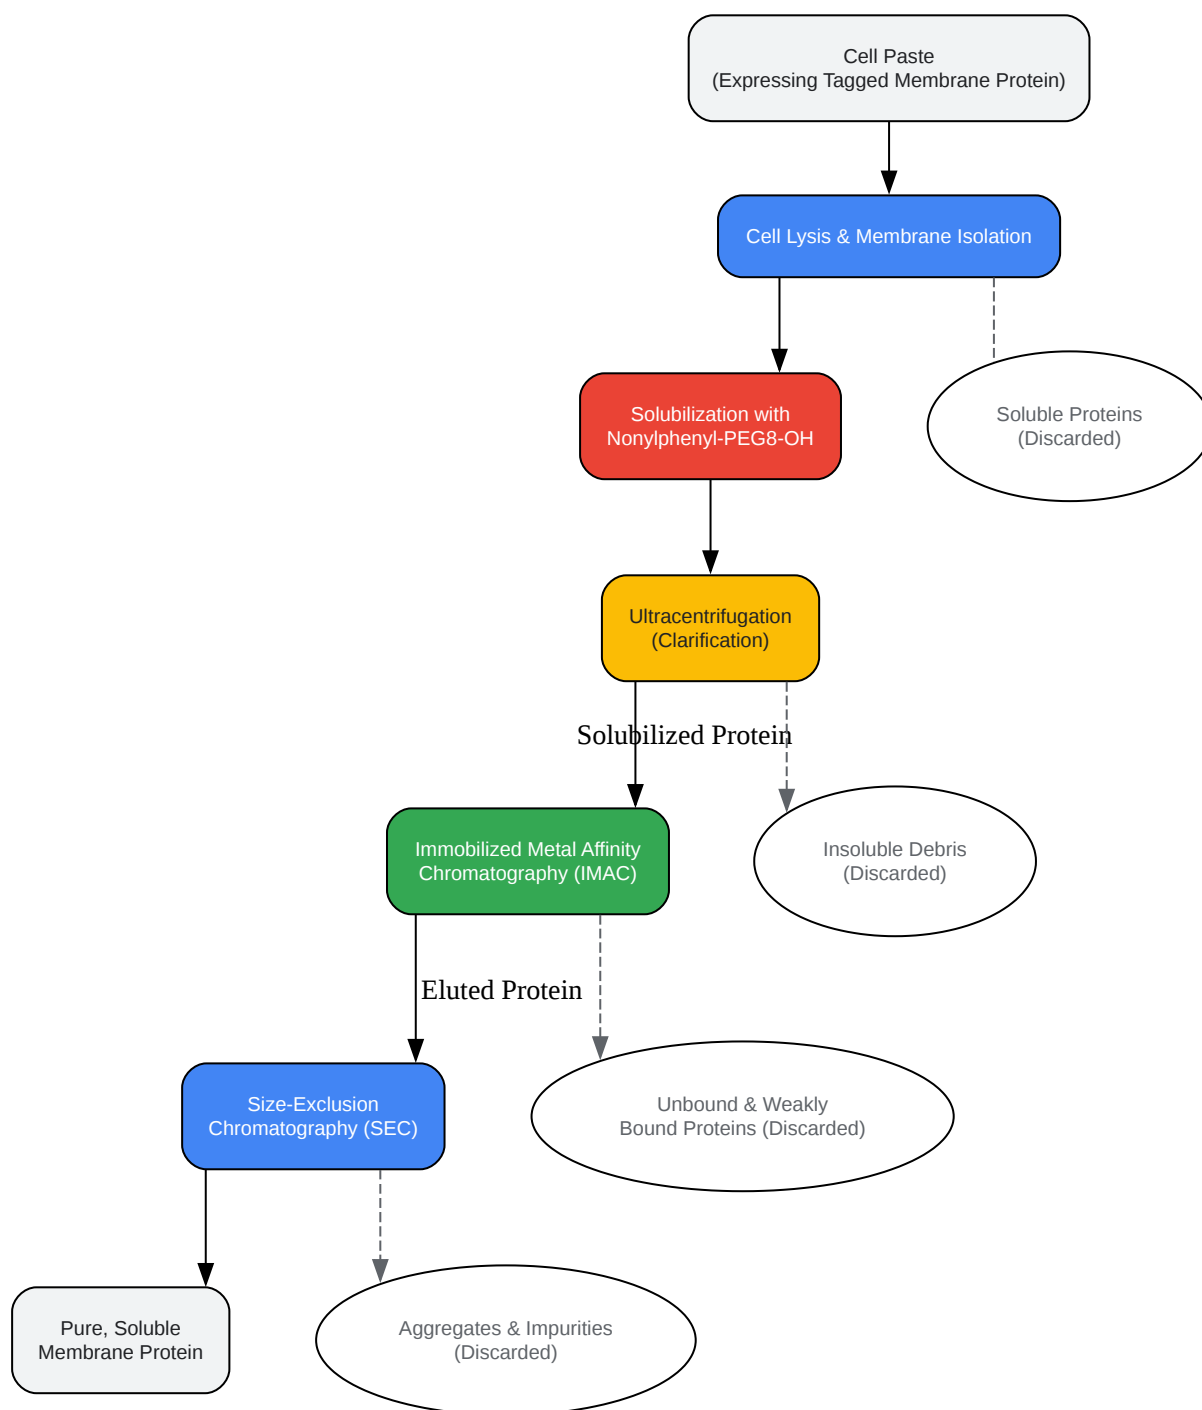 Cell Paste
(Expressing Tagged Membrane Protein)
Cell Lysis & Membrane Isolation
Solubilization with
Nonylphenyl-PEG8-OH
Soluble Proteins
(Discarded)
Ultracentrifugation
(Clarification)
Solubilized Protein
Immobilized Metal Affinity
Chromatography (IMAC)
Insoluble Debris
(Discarded)
Eluted Protein
Size-Exclusion
Chromatography (SEC)
Unbound & Weakly
Bound Proteins (Discarded)
Pure, Soluble
Membrane Protein
Aggregates & Impurities
(Discarded)